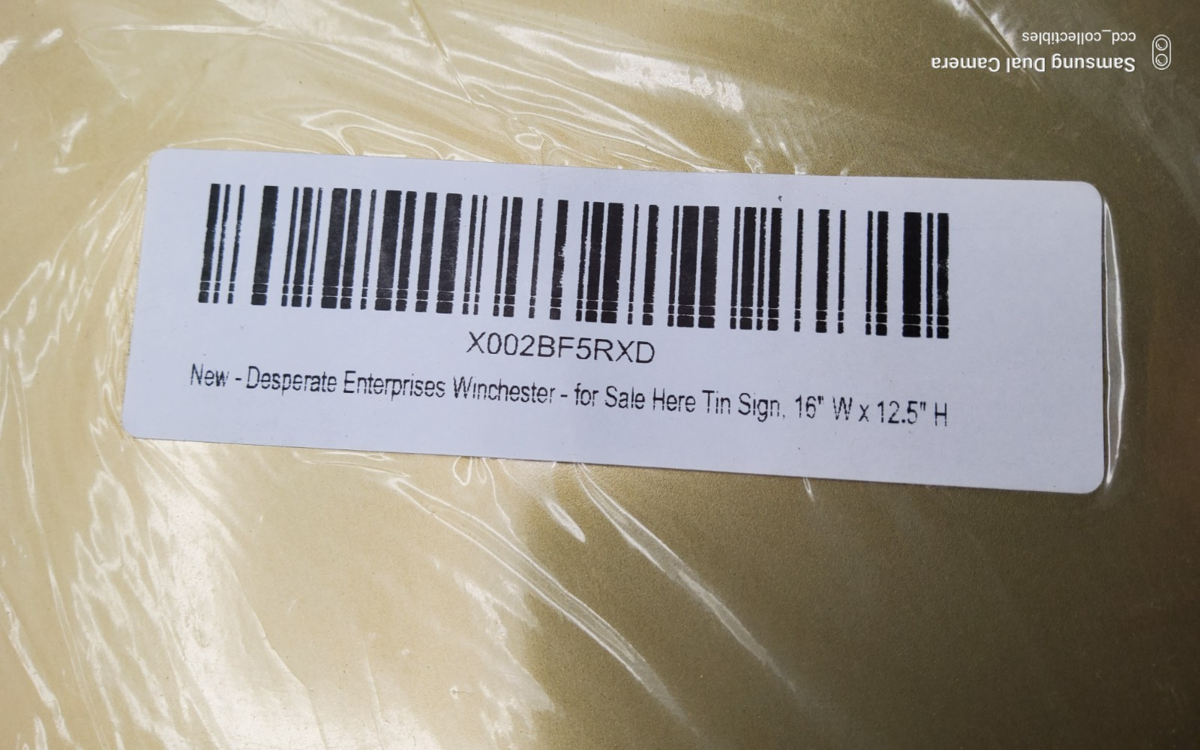 X002BF5RXD
New - Desperate Enterprises Winchester - for Sale Here Tin Sign, 16" W x 12.5" H
Samsung Dual Camera
ccd_collectibles